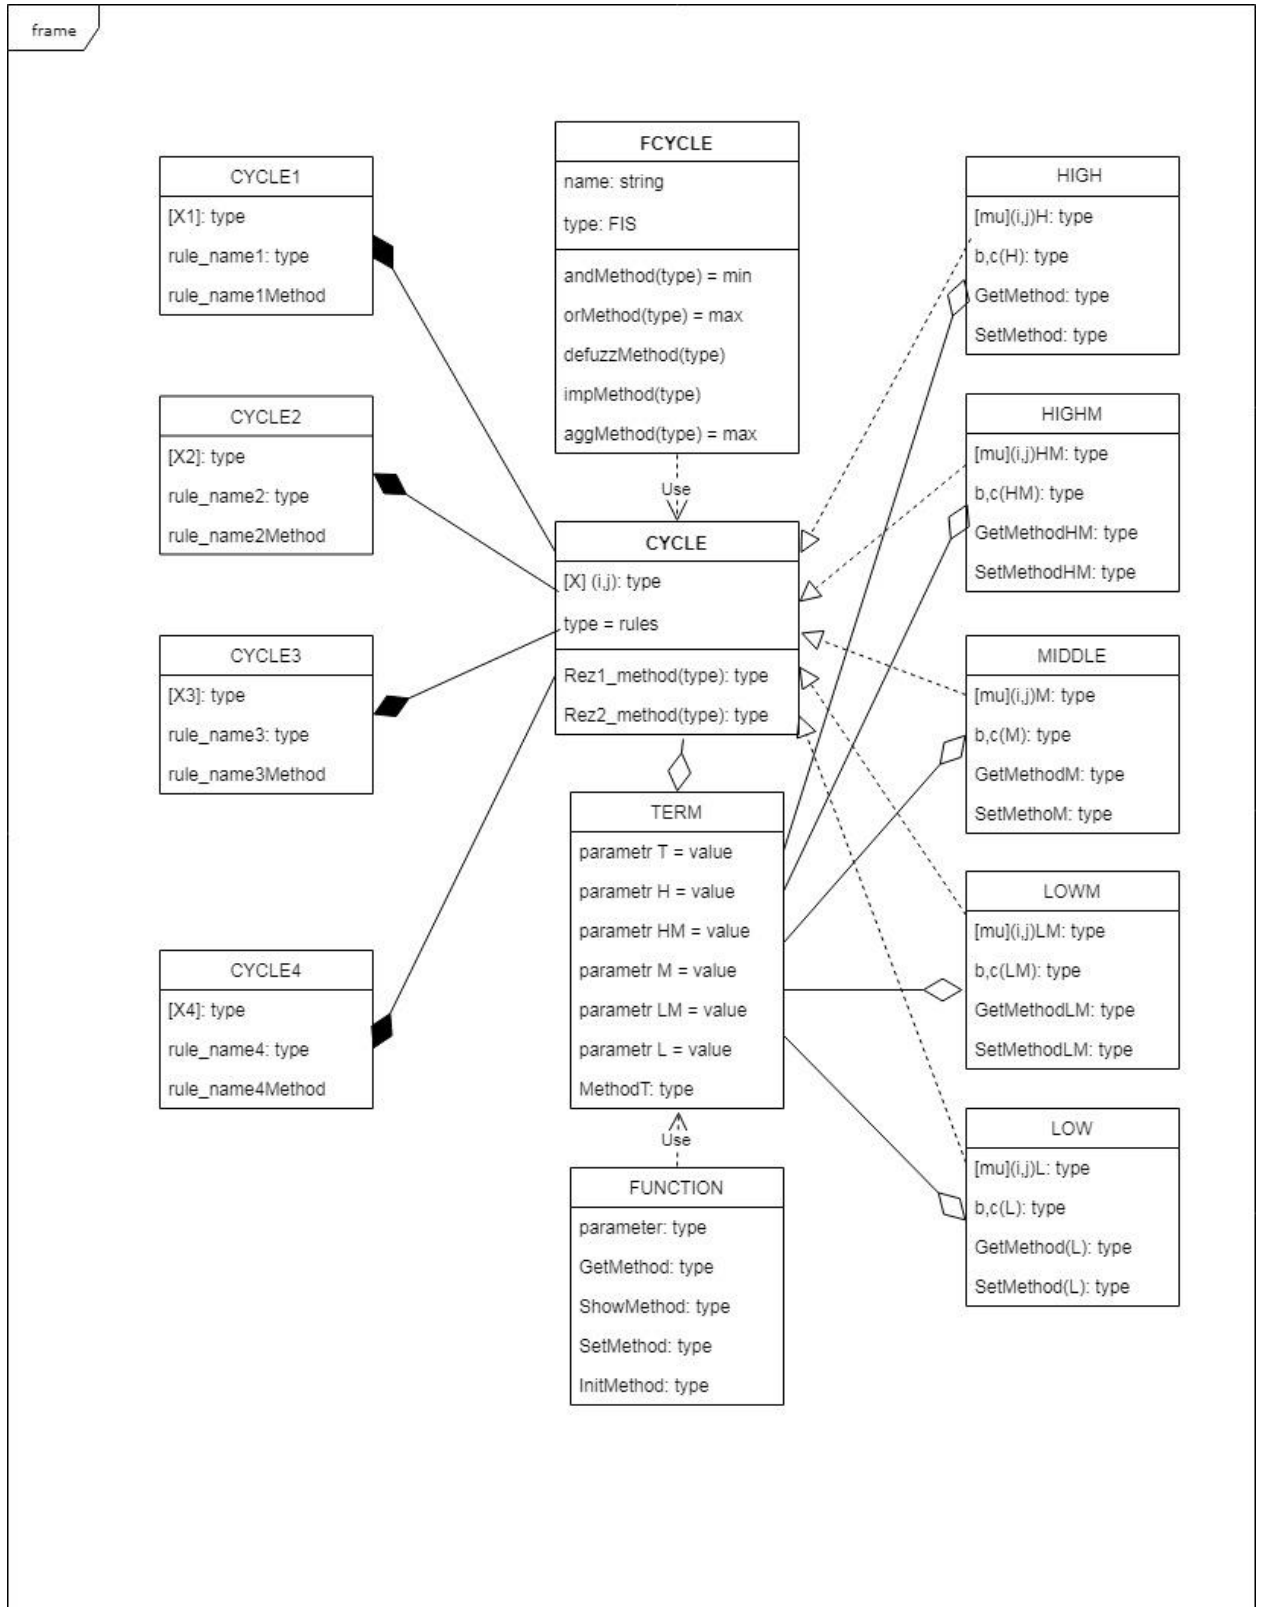 frame
FCYCLE
name: string
type: FIS
andMethod(type) = min
orMethod(type) = max
defuzzMethod(type)
impMethod(type)
aggMethod(type) = max
Use
CYCLE1
[X1]: type
rule_name1: type
rule_name1Method
CYCLE2
[X2]: type
rule_name2: type
rule_name2Method
CYCLE3
[X3]: type
rule_name3: type
rule_name3Method
CYCLE4
[X4]: type
rule_name4: type
rule_name4Method
CYCLE
[X] (i,j): type
type = rules
Rez1_method(type): type
Rez2_method(type): type
TERM
parametr T = value
parametr H = value
parametr HM = value
parametr M = value
parametr LM = value
parametr L = value
MethodT: type
Use
FUNCTION
parameter: type
GetMethod: type
ShowMethod: type
SetMethod: type
InitMethod: type
HIGH
[mu](i,j)H: type
b,c(H): type
GetMethod: type
SetMethod: type
HIGHM
[mu](i,j)HM: type
b,c(HM): type
GetMethodHM: type
SetMethodHM: type
MIDDLE
[mu](i,j)M: type
b,c(M): type
GetMethodM: type
SetMethoM: type
LOWM
[mu](i,j)LM: type
b,c(LM): type
GetMethodLM: type
SetMethodLM: type
LOW
[mu](i,j)L: type
b,c(L): type
GetMethod(L): type
SetMethod(L): type